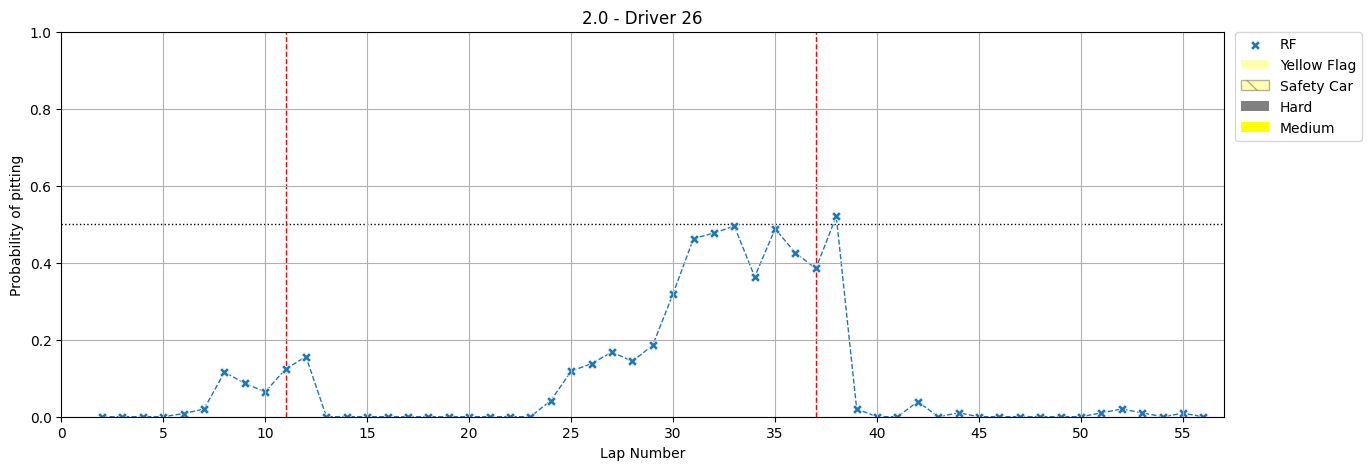 2.0 - Driver 26
Probability of pitting
1.0
0.8
0.6
0.4
0.2
0.0
0 5 10 15 20 25 30 35 40 45 50 55
Lap Number
RF
Yellow Flag
Safety Car
Hard
Medium